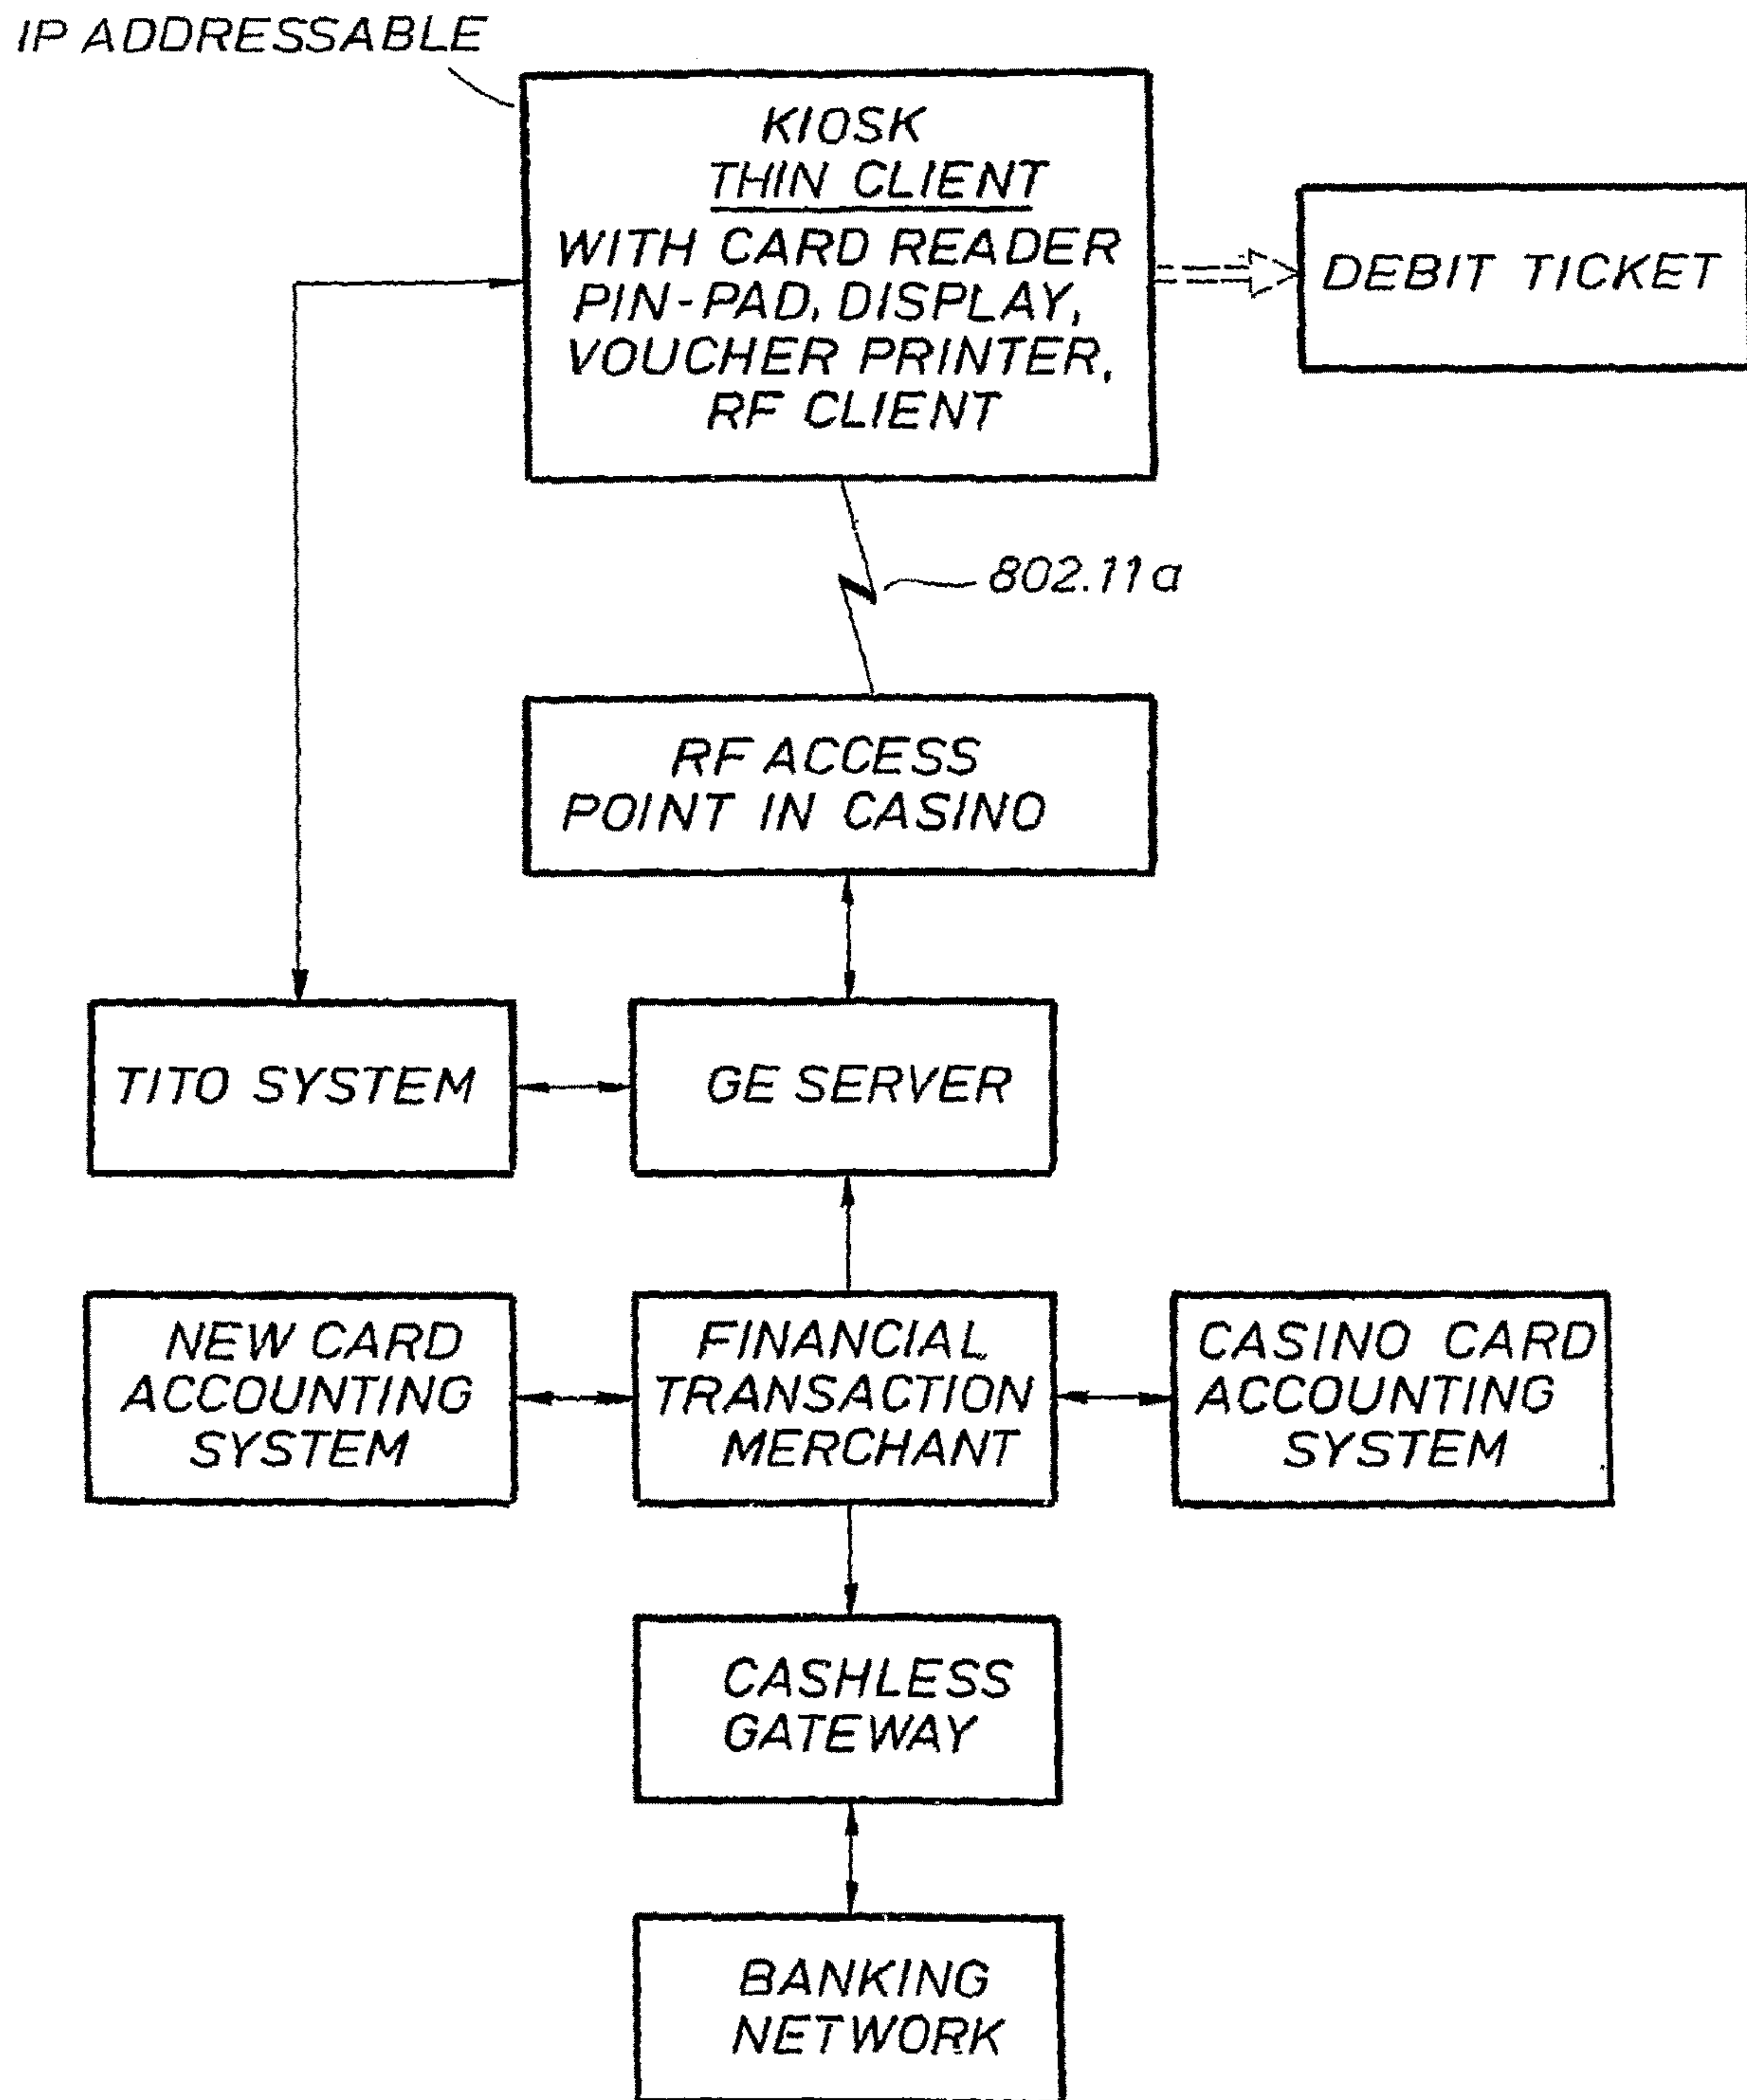 IP ADDRESSABLE
KIOSK
THIN CLIENT
WITH CARD READER
PIN-PAD, DISPLAY,
VOUCHER PRINTER,
RF CLIENT
DEBIT TICKET
802.11a
RF ACCESS
POINT IN CASINO
TITO SYSTEM
GE SERVER
NEW CARD
ACCOUNTING
SYSTEM
FINANCIAL
TRANSACTION
MERCHANT
CASINO CARD
ACCOUNTING
SYSTEM
CASHLESS
GATEWAY
BANKING
NETWORK